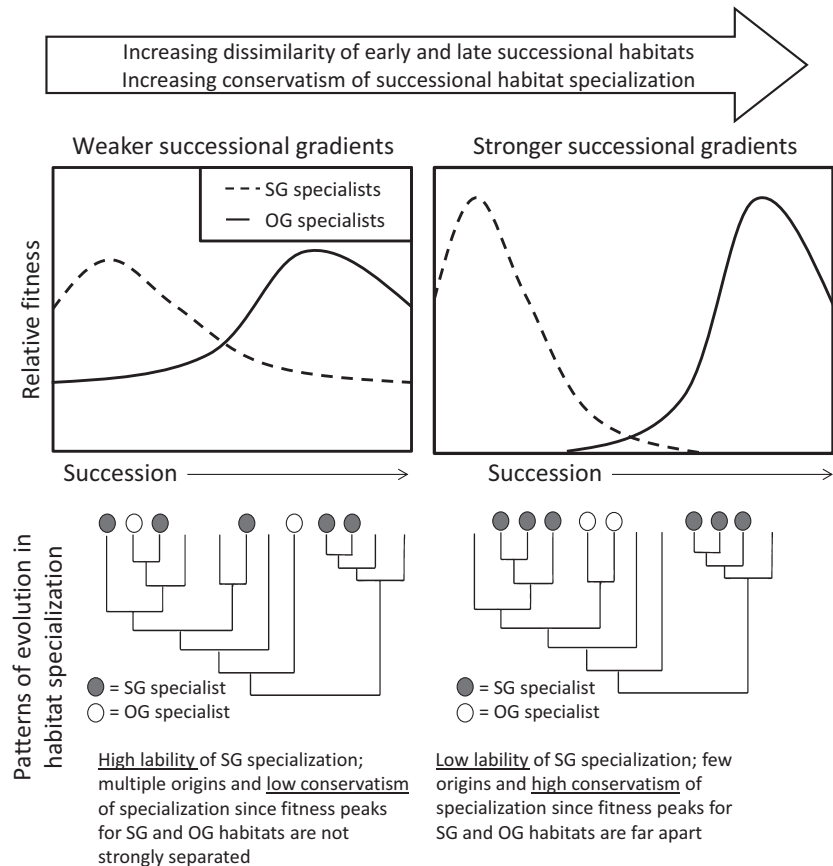 Increasing dissimilarity of early and late successional habitats
Increasing conservatism of successional habitat specialization
Weaker successional gradients
Stronger successional gradients
SG specialists
OG specialists
Relative fitness
Succession
Succession
Patterns of evolution in
habitat specialization
= SG specialist
= OG specialist
= SG specialist
= OG specialist
High lability of SG specialization;
multiple origins and low conservatism
of specialization since fitness peaks
for SG and OG habitats are not
strongly separated
Low lability of SG specialization; few
origins and high conservatism of
specialization since fitness peaks for
SG and OG habitats are far apart